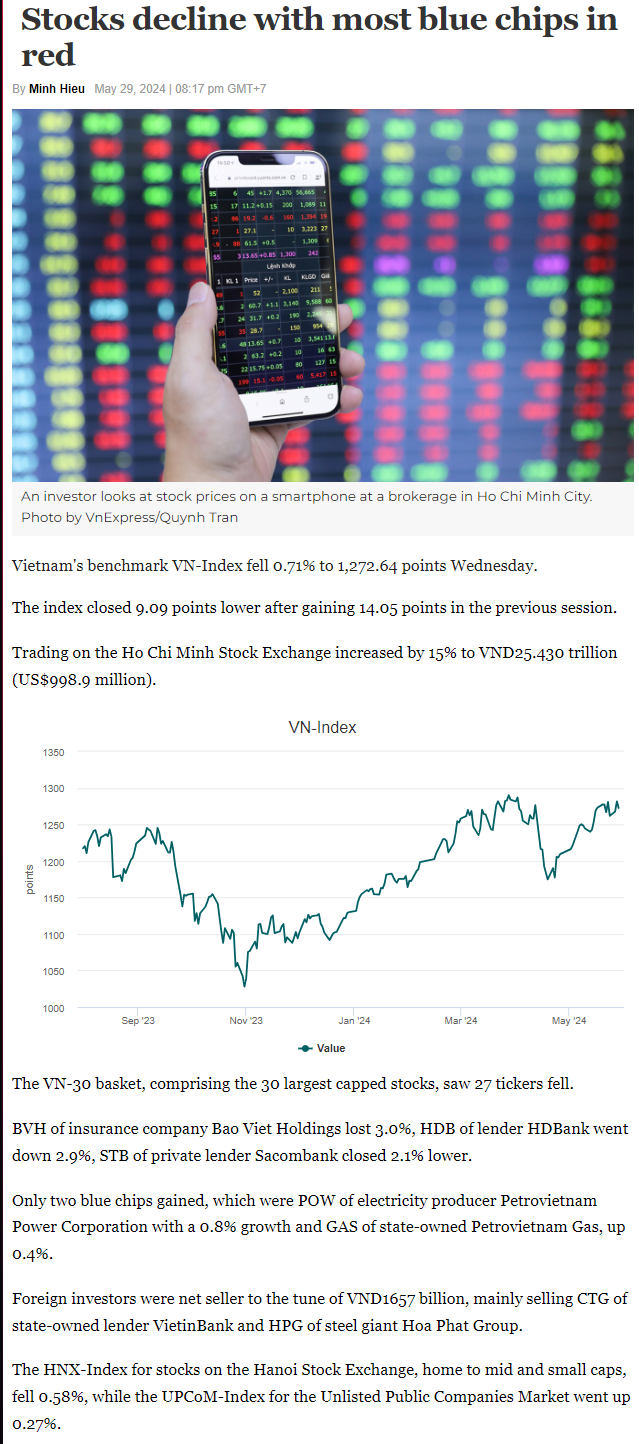 Stocks decline with most blue chips in
red
By Minh Hieu May 29, 2024 | 08:17 pm GMT+7
Lệnh khớp
An investor looks at stock prices on a smartphone at a brokerage in Ho Chi Minh City.
Photo by VnExpress/Quynh Tran
Vietnam's benchmark VN-Index fell 0.71% to 1,272.64 points Wednesday.
The index closed 9.09 points lower after gaining 14.05 points in the previous session.
Trading on the Ho Chi Minh Stock Exchange increased by 15% to VND25.430 trillion
(US$998.9 million).
VN-Index
1350
1300
1250
1200
1150
1100
1050
1000
points
Sep '23 Nov '23 Jan '24 Mar '24 May '24
Value
The VN-30 basket, comprising the 30 largest capped stocks, saw 27 tickers fell.
BVH of insurance company Bao Viet Holdings lost 3.0%, HDB of lender HDBank went
down 2.9%, STB of private lender Sacombank closed 2.1% lower.
Only two blue chips gained, which were POW of electricity producer Petrovietnam
Power Corporation with a 0.8% growth and GAS of state-owned Petrovietnam Gas, up
0.4%.
Foreign investors were net seller to the tune of VND1657 billion, mainly selling CTG of
state-owned lender VietinBank and HPG of steel giant Hoa Phat Group.
The HNX-Index for stocks on the Hanoi Stock Exchange, home to mid and small caps,
fell 0.58%, while the UPCoM-Index for the Unlisted Public Companies Market went up
0.27%.